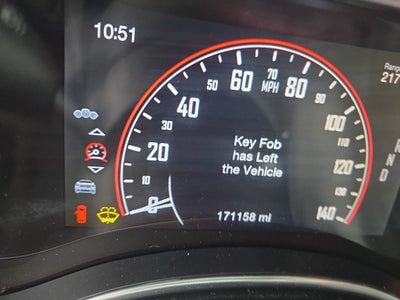 10:51
Range
217
60
70
MPH
80
50
90
40
100
30
110
20
120
10
130
0
140
Key Fob
has Left
the Vehicle
171158 mi
R
N
D